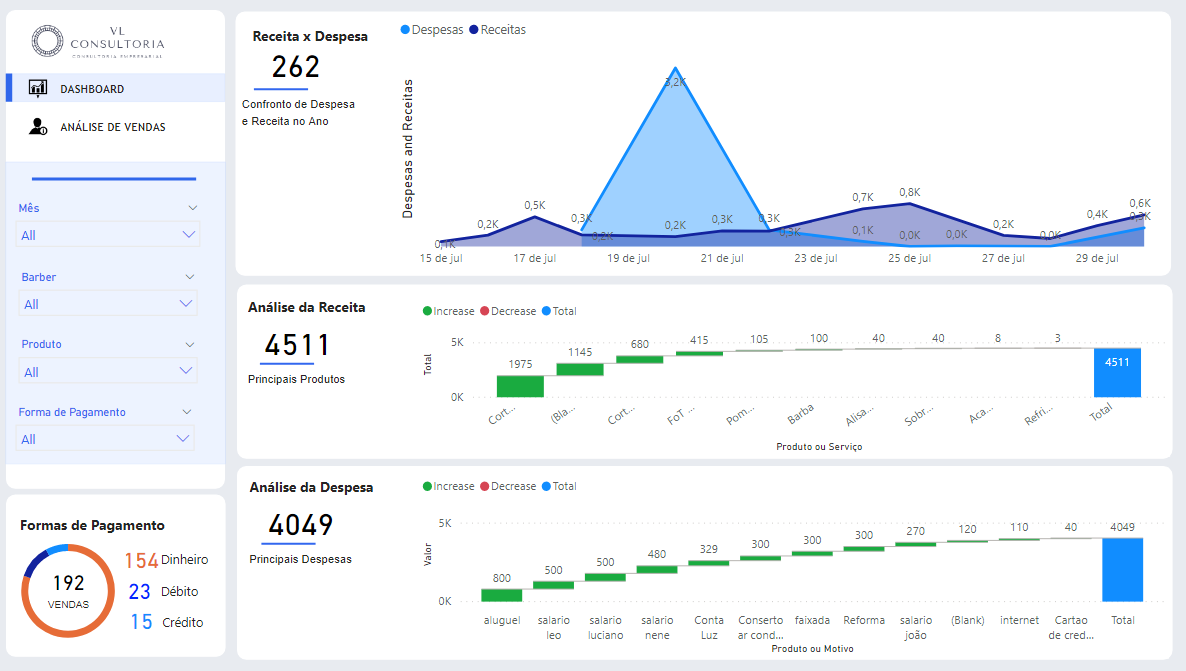 VL
CONSULTORIA
CONSULTORIA EMPRESARIAL
DASHBOARD
ANÁLISE DE VENDAS
Mês
All
Barber
All
Produto
All
Forma de Pagamento
All
Formas de Pagamento
192
VENDAS
154 Dinheiro
23 Débito
15 Crédito
Receita x Despesa
262
Confronto de Despesa
e Receita no Ano
Despesas Receitas
Despesas and Receitas
3,2K
0,1K 0,2K 0,5K 0,3K 0,2K 0,3K 0,3K 0,7K 0,8K 0,2K 0,0K 0,4K 0,6K
0,2K 0,3K 0,1K 0,0K 0,0K 0,3K
15 de jul 17 de jul 19 de jul 21 de jul 23 de jul 25 de jul 27 de jul 29 de jul
Análise da Receita
4511
Principais Produtos
Increase Decrease Total
Total
5K
0K
1975 1145 680 415 105 100 40 40 8 3 4511
Cort... (Bla... Cort... FoT ... Pom... Barba Alisa... Sobr... Aca... Refri... Total
Produto ou Serviço
Análise da Despesa
4049
Principais Despesas
Increase Decrease Total
Valor
5K
0K
800 500 500 480 329 300 300 300 270 120 110 40 4049
aluguel salario salario salario Conta Conserto faixada Reforma salario (Blank) internet Cartao Total
leo luciano nene Luz ar cond... joão de cred...
Produto ou Motivo